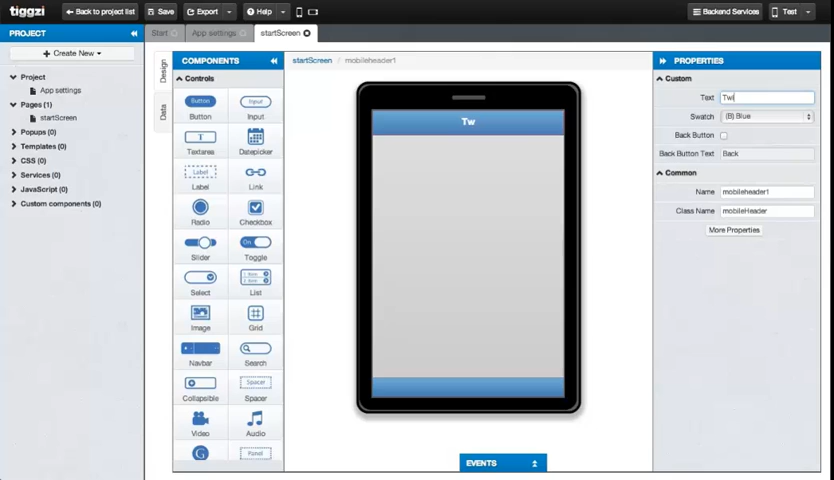 tiggzi
Back to project list
Save
Export
Help
Backend Services
Test
PROJECT
Create New
Project
App settings
Pages (1)
startScreen
Popups (0)
Templates (0)
CSS (0)
Services (0)
JavaScript (0)
Custom components (0)
Start
App settings
startScreen
Design
Data
COMPONENTS
Controls
Button
Button
Input
Input
T
Textarea
Datepicker
Label
Label
Link
Radio
Checkbox
Slider
On
Toggle
Select
List
Image
Grid
Navbar
Search
Collapsible
Spacer
Spacer
Video
Audio
G
Panel
startScreen / mobileheader1
Tw
EVENTS
PROPERTIES
Custom
Text Twi
Swatch (B) Blue
Back Button
Back Button Text Back
Common
Name mobileheader1
Class Name mobileHeader
More Properties